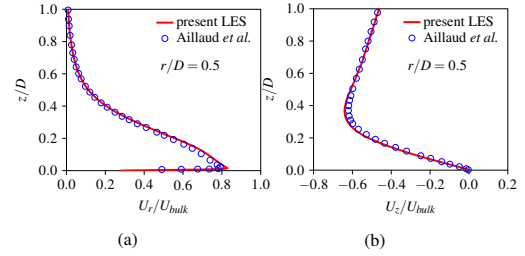 present LES
Aillaud et al.
r/D = 0.5
z/D
1.0
0.8
0.6
0.4
0.2
0.0
0.0 0.2 0.4 0.6 0.8 1.0
U_r/U_bulk
(a)
present LES
Aillaud et al.
r/D = 0.5
z/D
1.0
0.8
0.6
0.4
0.2
0.0
−0.8 −0.6 −0.4 −0.2 0.0 0.2
U_z/U_bulk
(b)